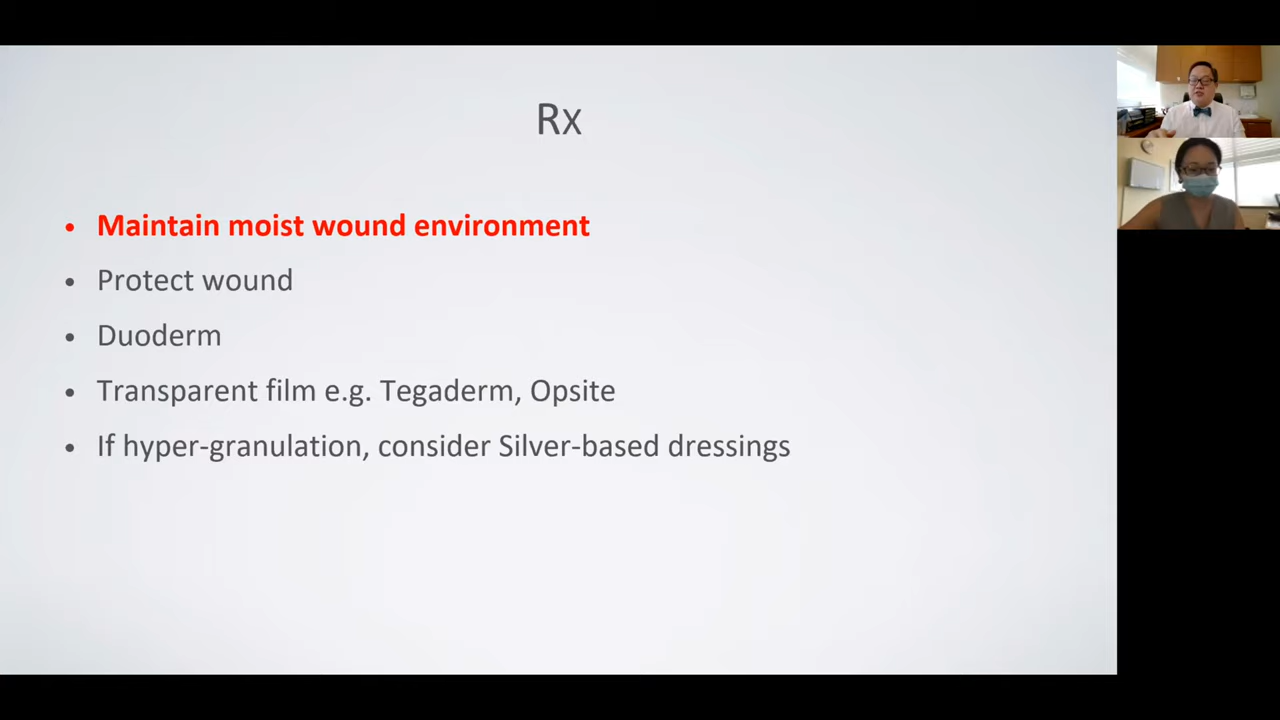 Rx
• Maintain moist wound environment
• Protect wound
• Duoderm
• Transparent film e.g. Tegaderm, Opsite
• If hyper-granulation, consider Silver-based dressings